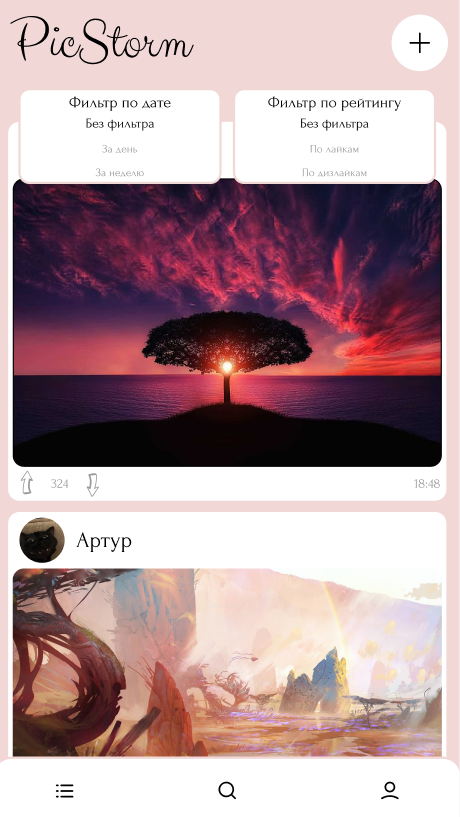 PicStorm
Фильтр по дате
Без фильтра
За день
За неделю
Фильтр по рейтингу
Без фильтра
По лайкам
По дизлайкам
324
18:48
Артур